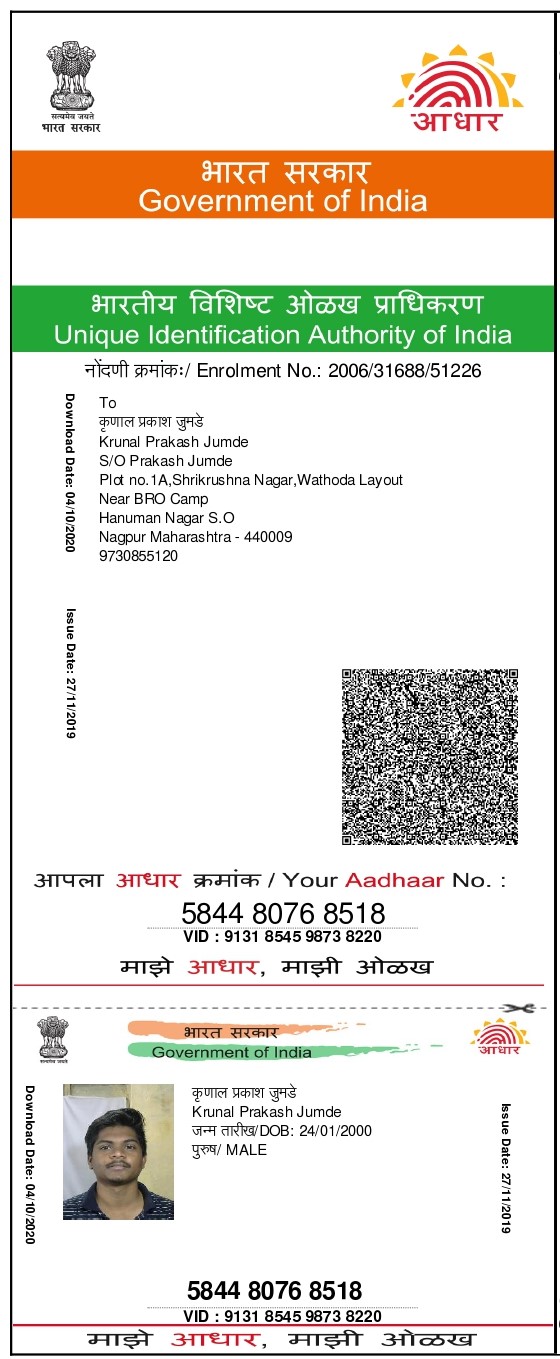 सत्यमेव जयते
भारत सरकार
आधार
भारत सरकार
Government of India
भारतीय विशिष्ट ओळख प्राधिकरण
Unique Identification Authority of India
नोंदणी क्रमांकः/ Enrolment No.: 2006/31688/51226
Download Date: 04/10/2020
To
कृणाल प्रकाश जुमडे
Krunal Prakash Jumde
S/O Prakash Jumde
Plot no.1A,Shrikrushna Nagar,Wathoda Layout
Near BRO Camp
Hanuman Nagar S.O
Nagpur Maharashtra - 440009
9730855120
Issue Date: 27/11/2019
आपला आधार क्रमांक / Your Aadhaar No. :
5844 8076 8518
VID : 9131 8545 9873 8220
माझे आधार, माझी ओळख
भारत सरकार
Government of India
आधार
Download Date: 04/10/2020
कृणाल प्रकाश जुमडे
Krunal Prakash Jumde
जन्म तारीख/DOB: 24/01/2000
पुरुष/ MALE
Issue Date: 27/11/2019
5844 8076 8518
VID : 9131 8545 9873 8220
माझे आधार, माझी ओळख